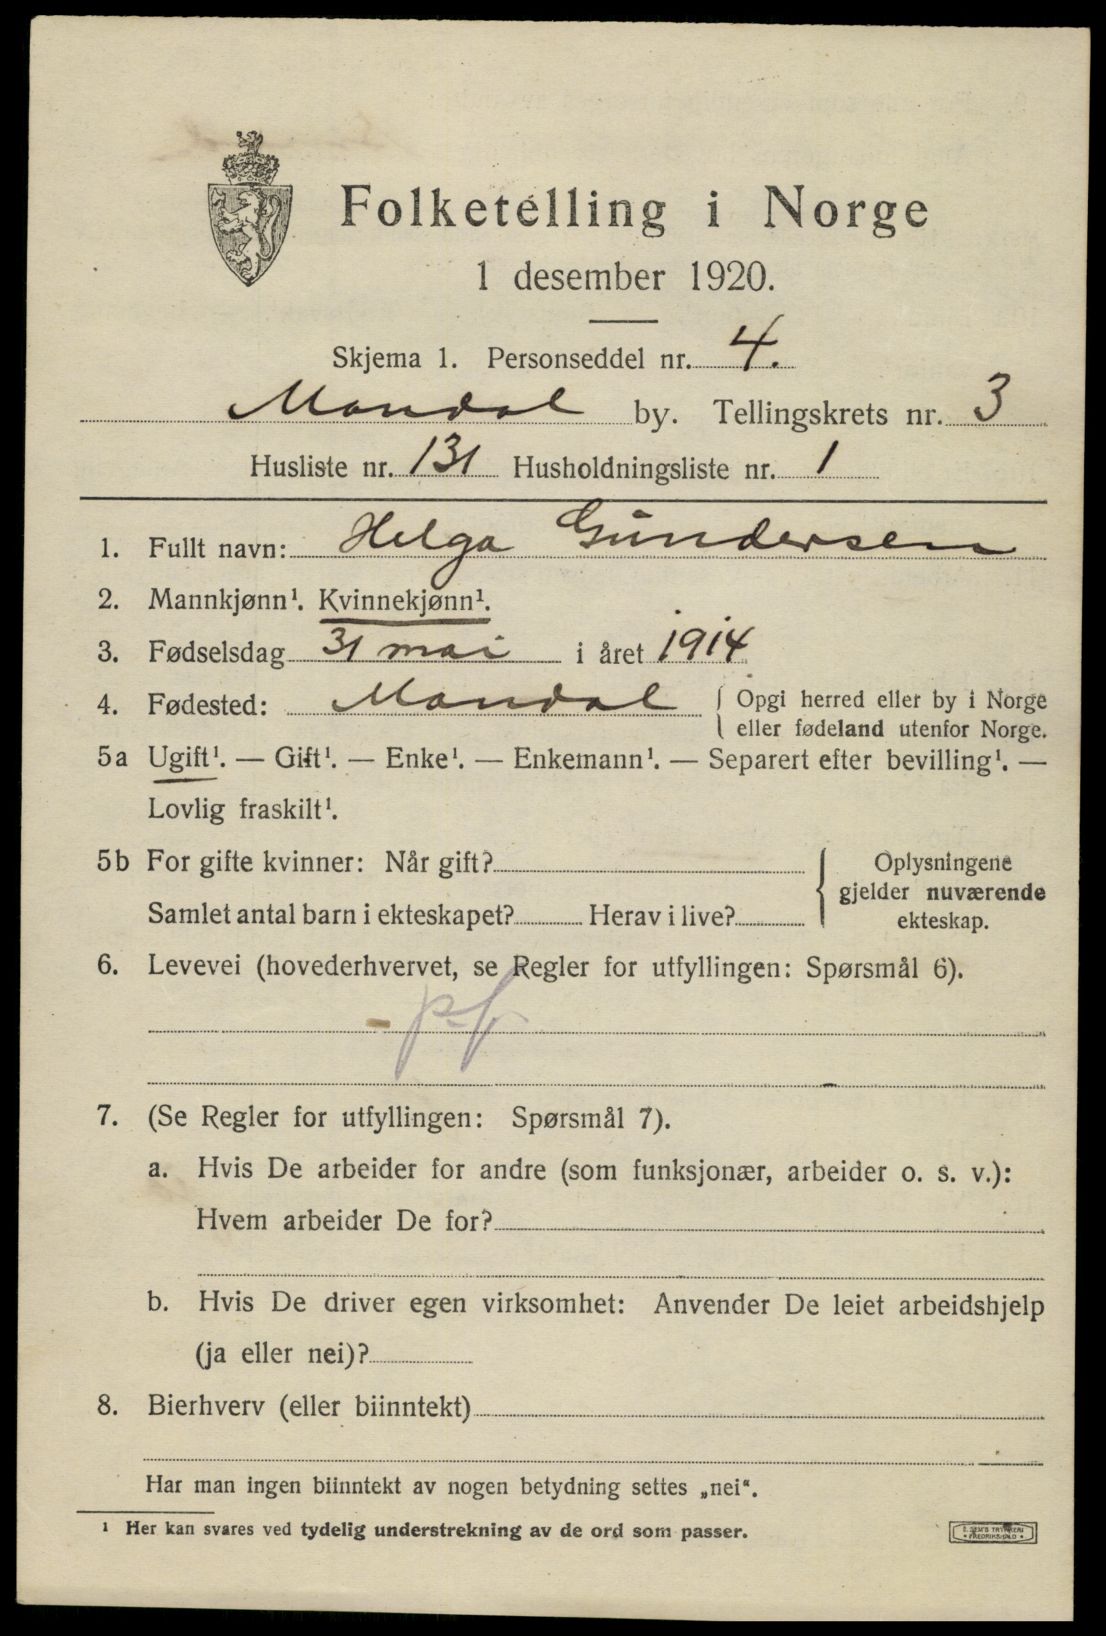 Folketelling i Norge
1 desember 1920.
Skjema 1. Personseddel nr. 4.
Mandal by. Tellingskrets nr. 3
Husliste nr. 131 Husholdningsliste nr. 1
1. Fullt navn: Helga Gundersen
2. Mannkjønn¹. Kvinnekjønn¹.
3. Fødselsdag 31 mai i året 1914
4. Fødested: Mandal { Opgi herred eller by i Norge
eller fødeland utenfor Norge.
5a Ugift¹. — Gift¹. — Enke¹. — Enkemann¹. — Separert efter bevilling¹. —
Lovlig fraskilt¹.
5b For gifte kvinner: Når gift?
Samlet antal barn i ekteskapet? Herav i live?
{ Oplysningene
gjelder nuværende
ekteskap.
6. Levevei (hovederhvervet, se Regler for utfyllingen: Spørsmål 6).
7. (Se Regler for utfyllingen: Spørsmål 7).
a. Hvis De arbeider for andre (som funksjonær, arbeider o. s. v.):
Hvem arbeider De for?
b. Hvis De driver egen virksomhet: Anvender De leiet arbeidshjelp
(ja eller nei)?
8. Bierhverv (eller biinntekt)
Har man ingen biinntekt av nogen betydning settes „nei“.
¹ Her kan svares ved tydelig understrekning av de ord som passer.
E. SEM'S TRYKKERI
FREDRIKSHALD